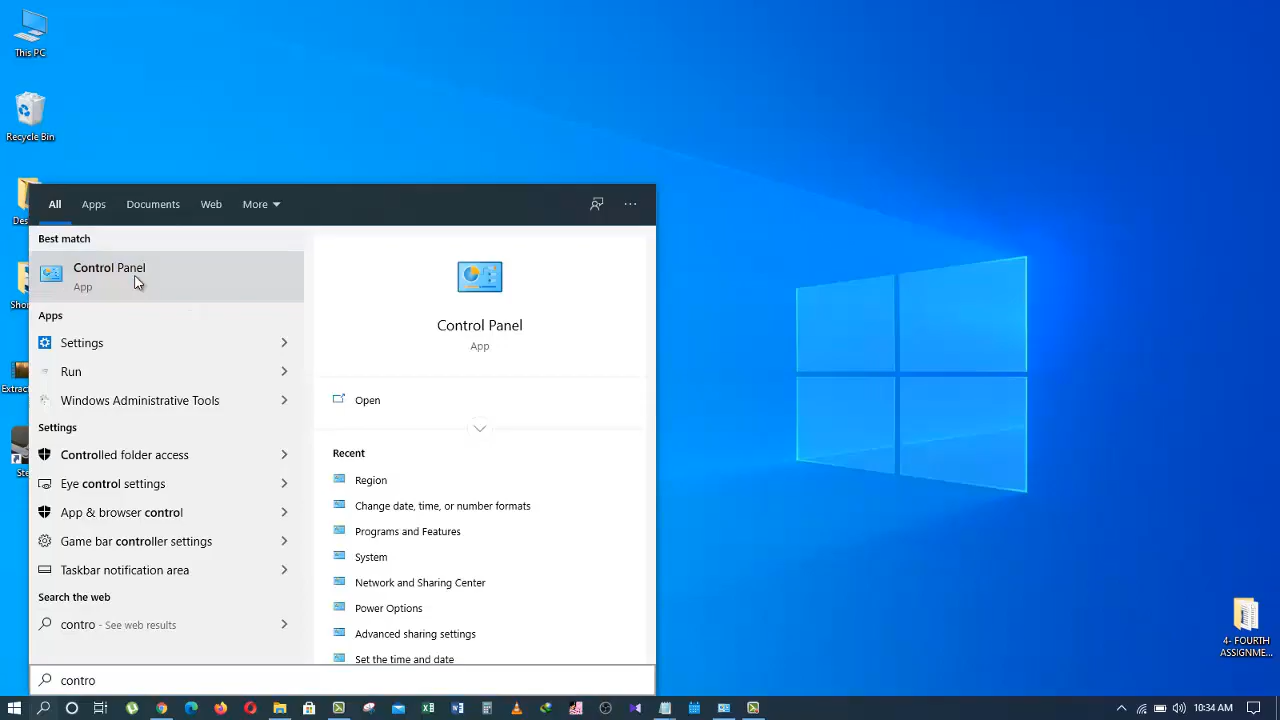 This PC
Recycle Bin
All
Apps
Documents
Web
More
Best match
Control Panel
App
Apps
Settings
Run
Windows Administrative Tools
Settings
Controlled folder access
Eye control settings
App & browser control
Game bar controller settings
Taskbar notification area
Search the web
contro - See web results
Control Panel
App
Open
Recent
Region
Change date, time, or number formats
Programs and Features
System
Network and Sharing Center
Power Options
Advanced sharing settings
Set the time and date
contro
4- FOURTH
ASSIGNME...
10:34 AM